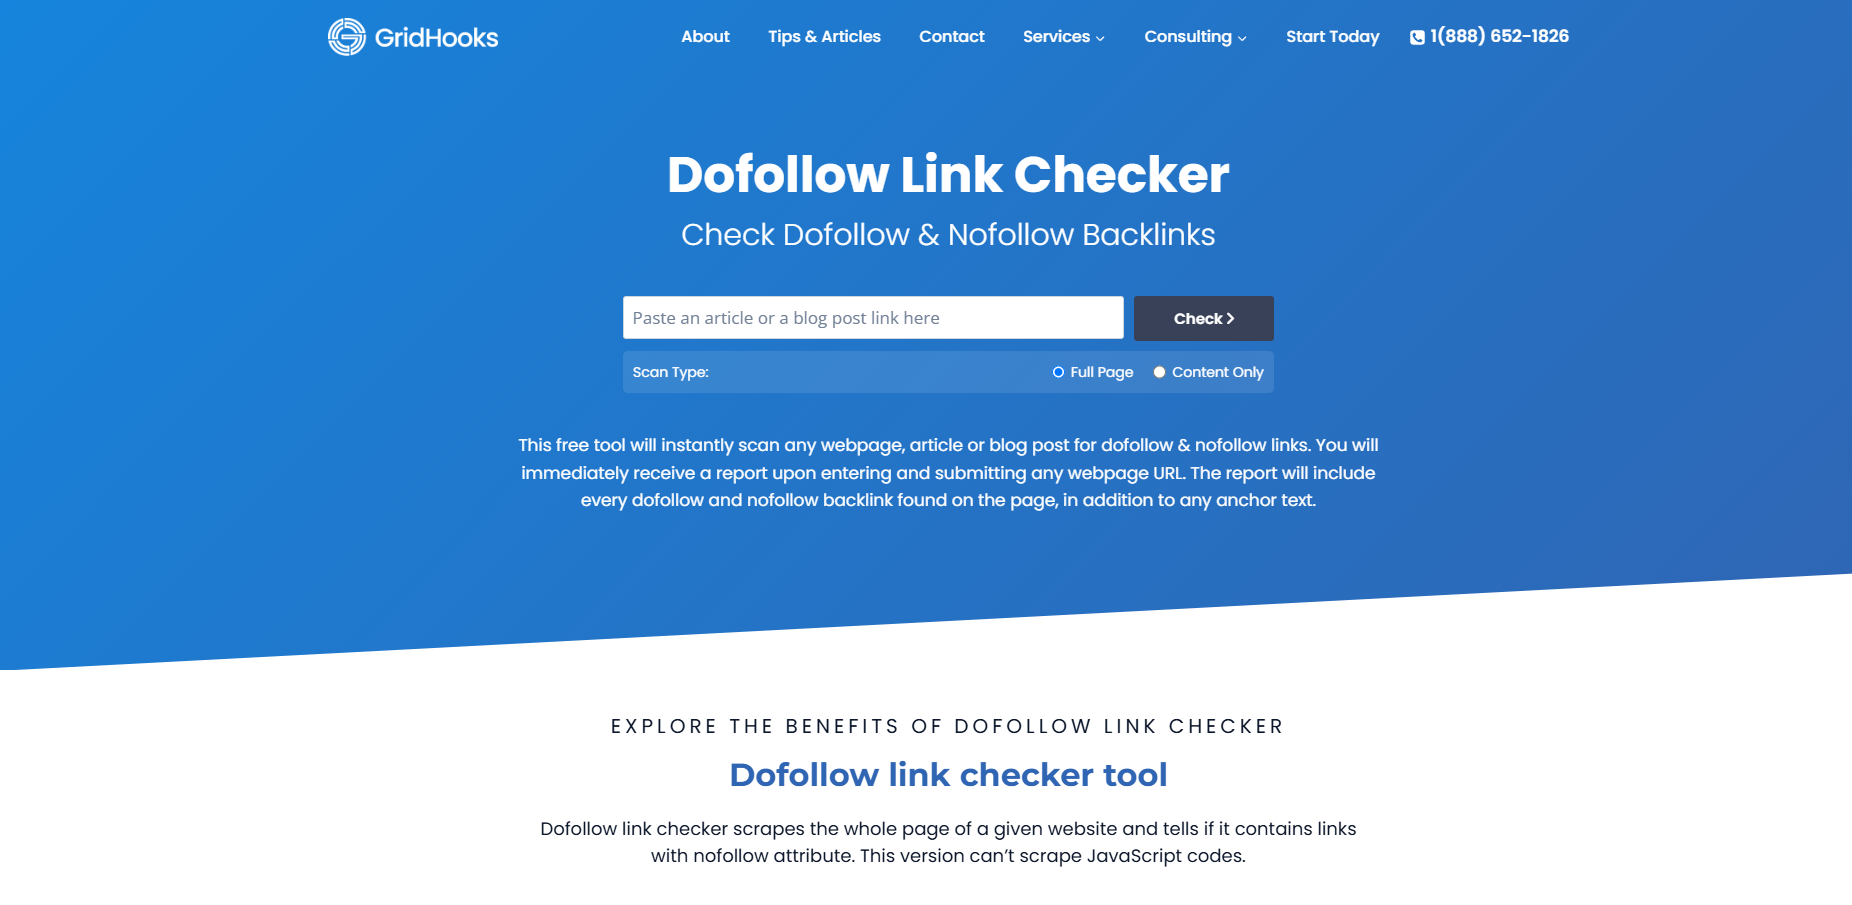 GridHooks
About Tips & Articles Contact Services Consulting Start Today 1(888) 652-1826
Dofollow Link Checker
Check Dofollow & Nofollow Backlinks
Paste an article or a blog post link here Check
Scan Type: Full Page Content Only
This free tool will instantly scan any webpage, article or blog post for dofollow & nofollow links. You will
immediately receive a report upon entering and submitting any webpage URL. The report will include
every dofollow and nofollow backlink found on the page, in addition to any anchor text.
EXPLORE THE BENEFITS OF DOFOLLOW LINK CHECKER
Dofollow link checker tool
Dofollow link checker scrapes the whole page of a given website and tells if it contains links
with nofollow attribute. This version can’t scrape JavaScript codes.